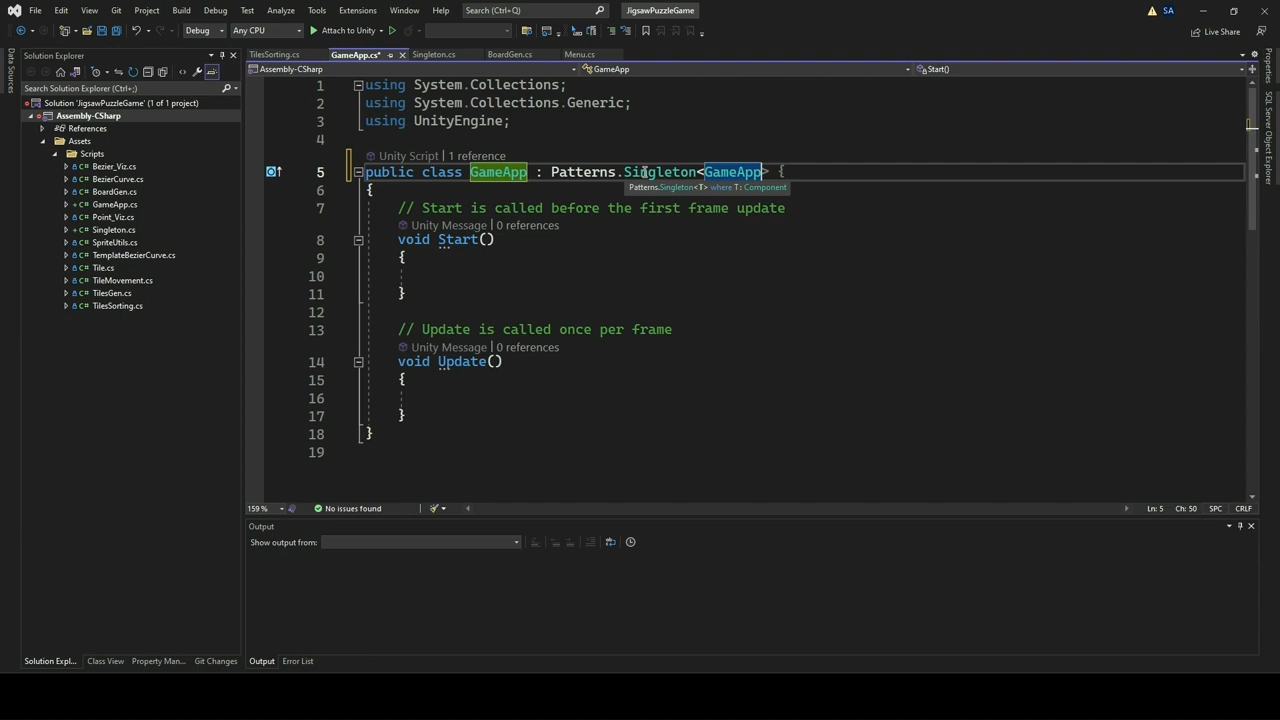 File Edit View Git Project Build Debug Test Analyze Tools Extensions Window Help Search (Ctrl+Q) JigsawPuzzleGame SA
Debug Any CPU Attach to Unity Live Share
Data Sources
Solution Explorer
Search Solution Explorer (Ctrl+;)
Solution 'JigsawPuzzleGame' (1 of 1 project)
Assembly-CSharp
References
Assets
Scripts
Bezier_Viz.cs
BezierCurve.cs
BoardGen.cs
GameApp.cs
Point_Viz.cs
Singleton.cs
SpriteUtils.cs
TemplateBezierCurve.cs
Tile.cs
TileMovement.cs
TilesGen.cs
TilesSorting.cs
Solution Expl... Class View Property Man... Git Changes
TilesSorting.cs GameApp.cs* Singleton.cs BoardGen.cs Menu.cs
Assembly-CSharp GameApp Start()
1 using System.Collections;
2 using System.Collections.Generic;
3 using UnityEngine;
4
Unity Script | 1 reference
5 public class GameApp : Patterns.Singleton<GameApp> {
Patterns.Singleton<T> where T: Component
6 {
7 // Start is called before the first frame update
Unity Message | 0 references
8 void Start()
9 {
10
11 }
12
13 // Update is called once per frame
Unity Message | 0 references
14 void Update()
15 {
16
17 }
18 }
19
159 % No issues found Ln: 5 Ch: 50 SPC CRLF
Output
Show output from:
Output Error List
Properties
SQL Server Object Explorer